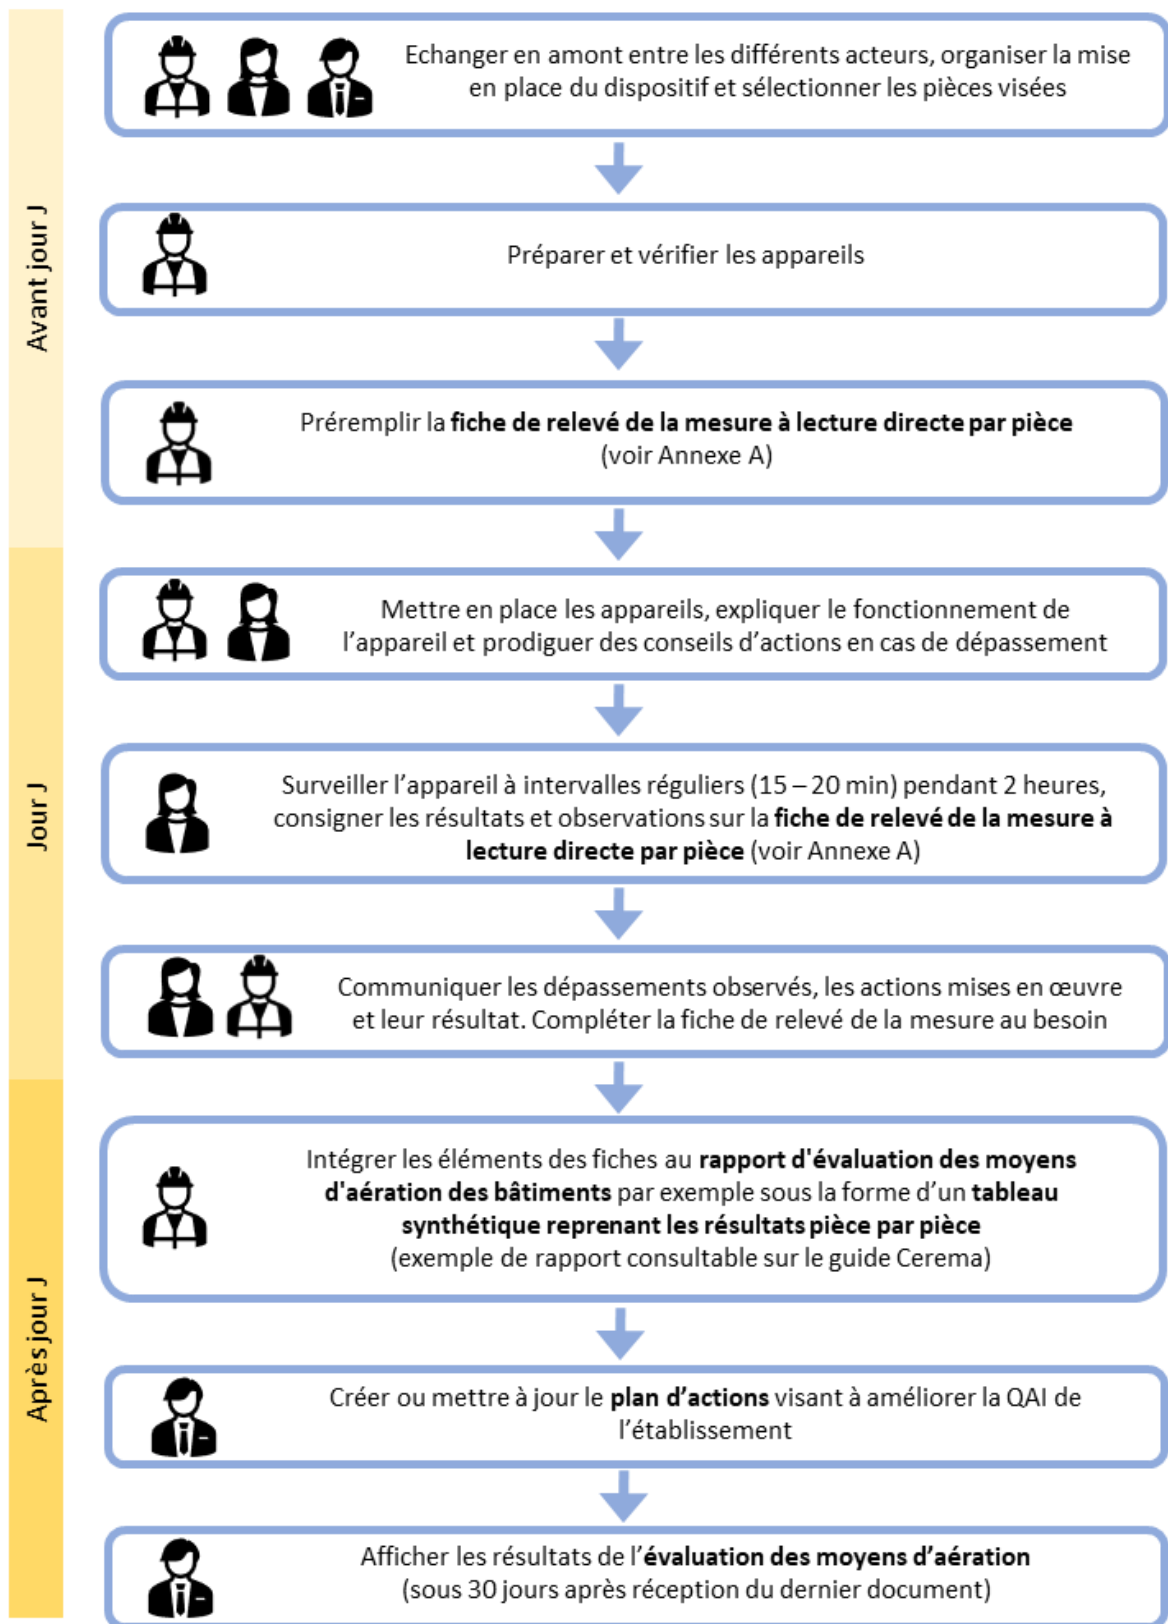 Avant jour J
Echanger en amont entre les différents acteurs, organiser la mise
en place du dispositif et sélectionner les pièces visées
Préparer et vérifier les appareils
Préremplir la fiche de relevé de la mesure à lecture directe par pièce
(voir Annexe A)
Jour J
Mettre en place les appareils, expliquer le fonctionnement de
l’appareil et prodiguer des conseils d’actions en cas de dépassement
Surveiller l’appareil à intervalles réguliers (15 – 20 min) pendant 2 heures,
consigner les résultats et observations sur la fiche de relevé de la mesure à
lecture directe par pièce (voir Annexe A)
Communiquer les dépassements observés, les actions mises en œuvre
et leur résultat. Compléter la fiche de relevé de la mesure au besoin
Après jour J
Intégrer les éléments des fiches au rapport d'évaluation des moyens
d'aération des bâtiments par exemple sous la forme d’un tableau
synthétique reprenant les résultats pièce par pièce
(exemple de rapport consultable sur le guide Cerema)
Créer ou mettre à jour le plan d’actions visant à améliorer la QAI de
l’établissement
Afficher les résultats de l’évaluation des moyens d’aération
(sous 30 jours après réception du dernier document)